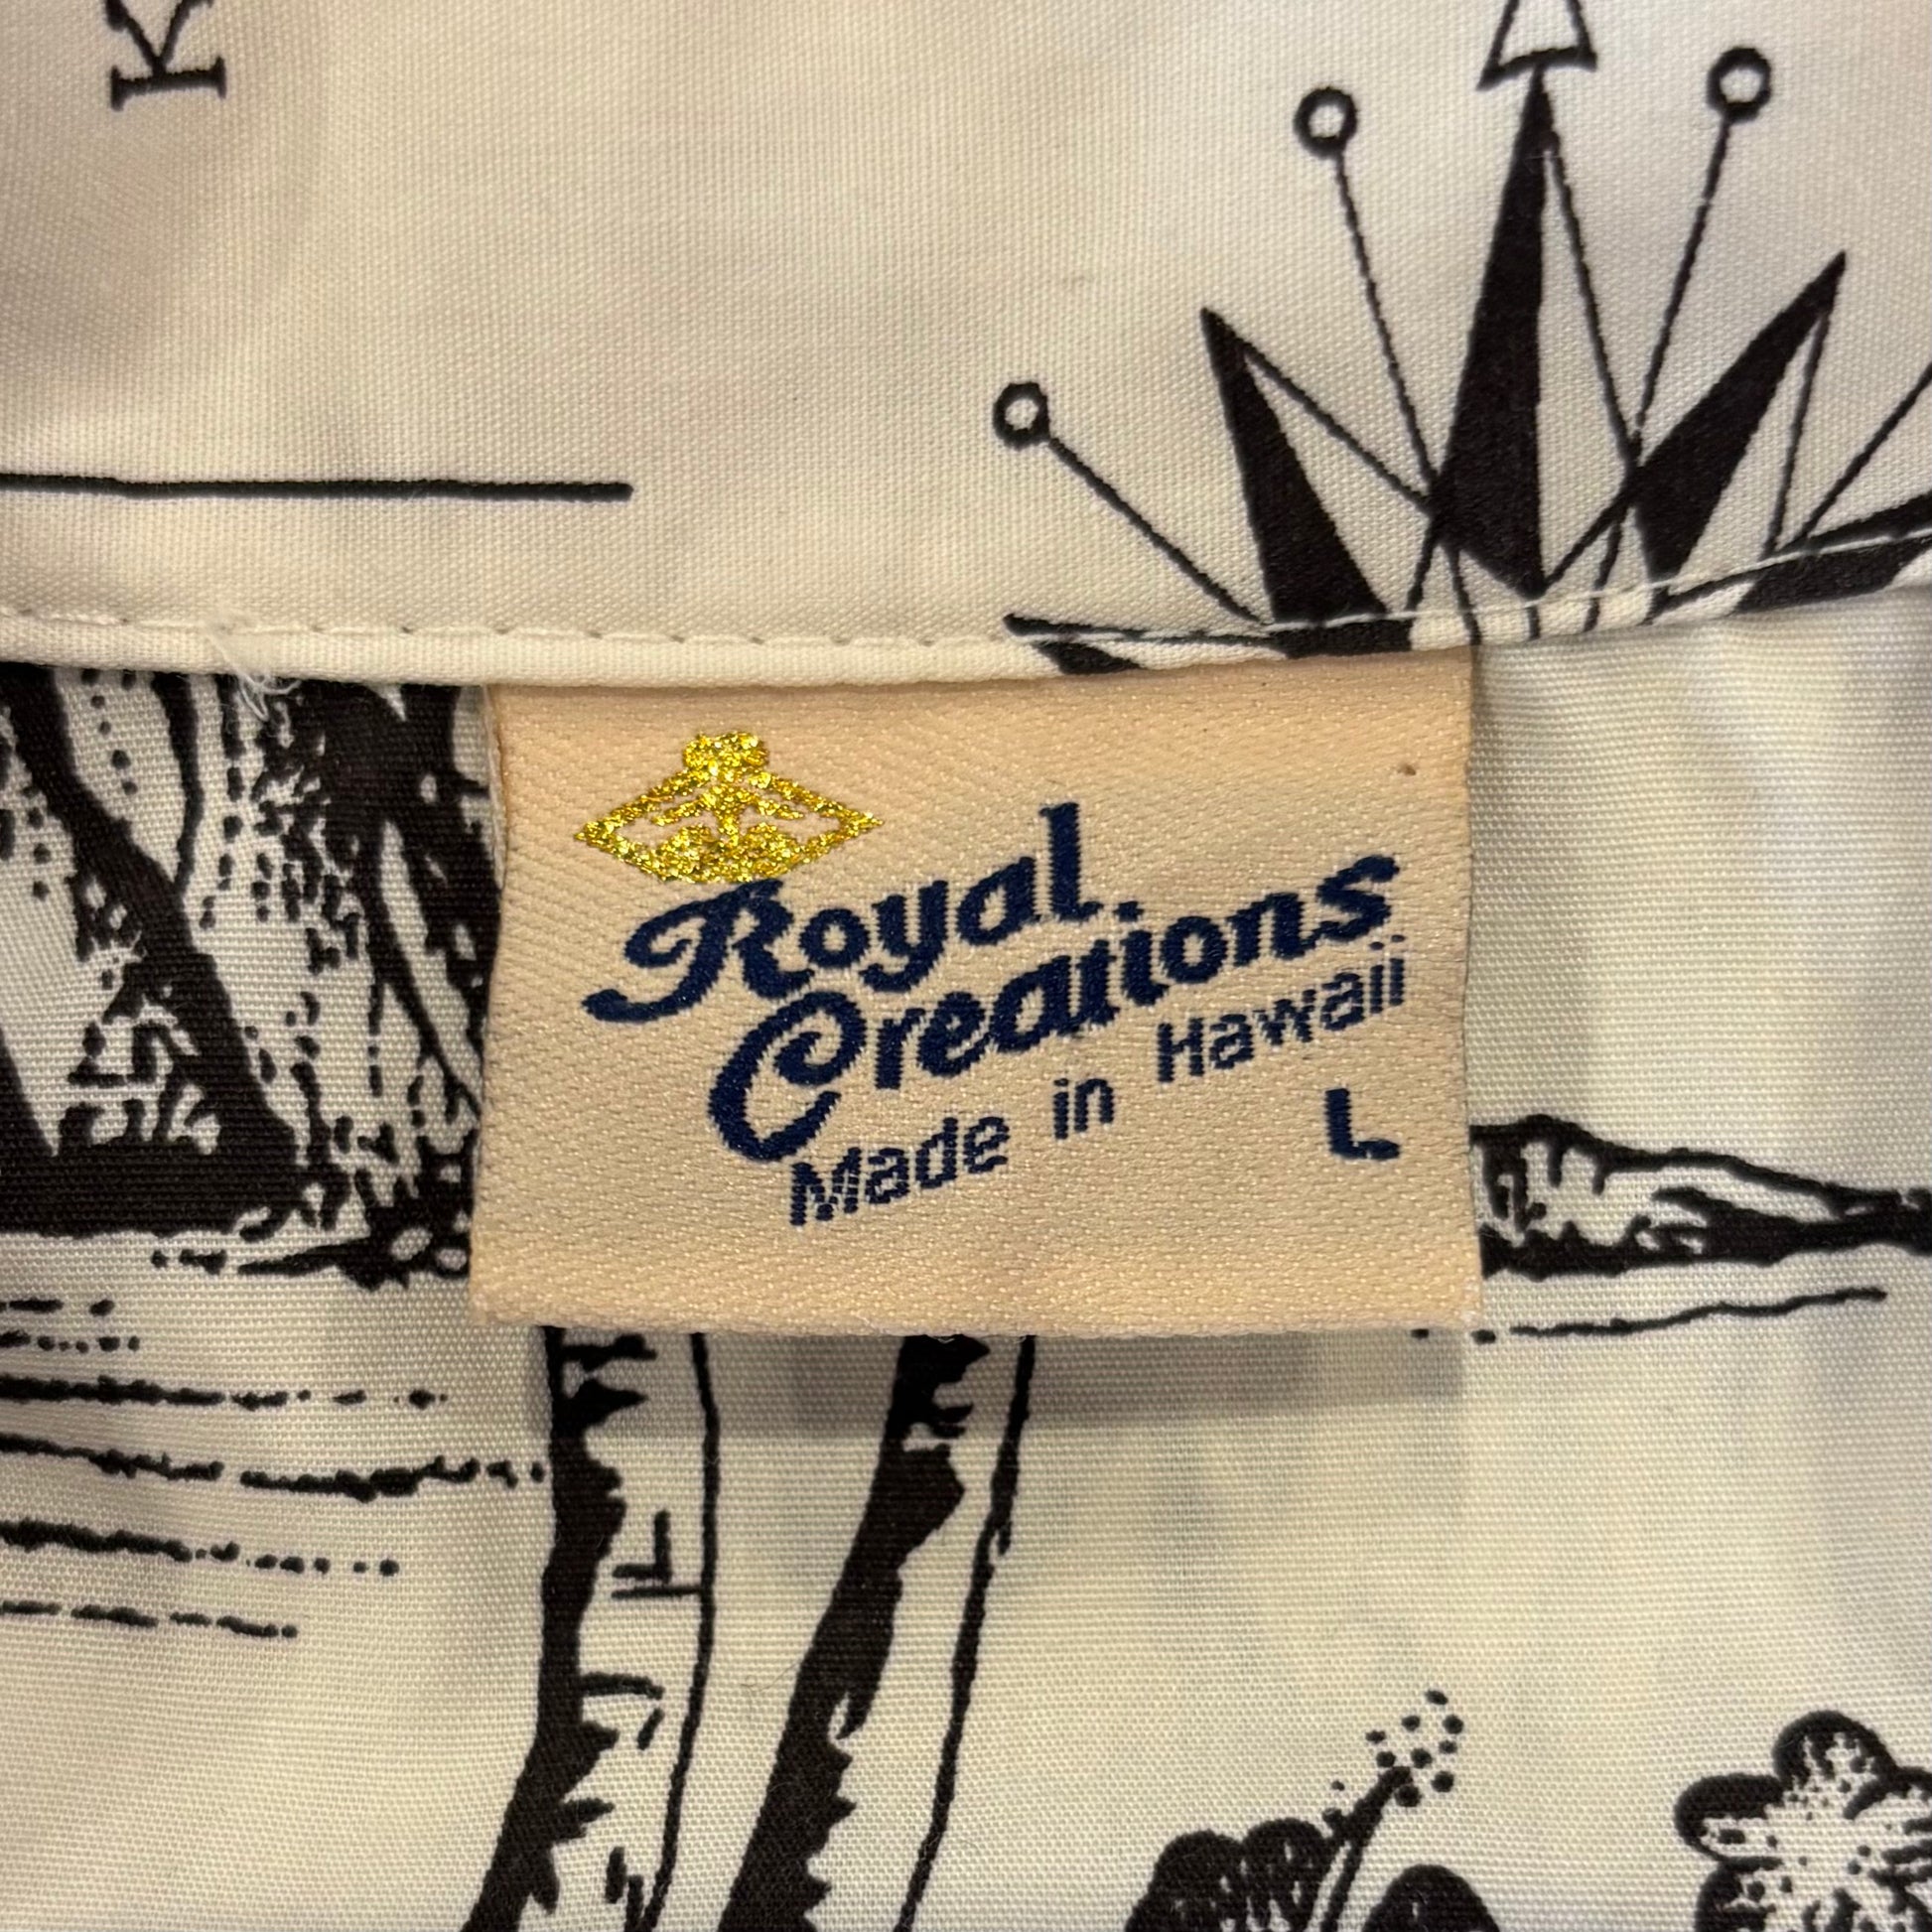 K
Royal
Creations
Made in Hawaii
L